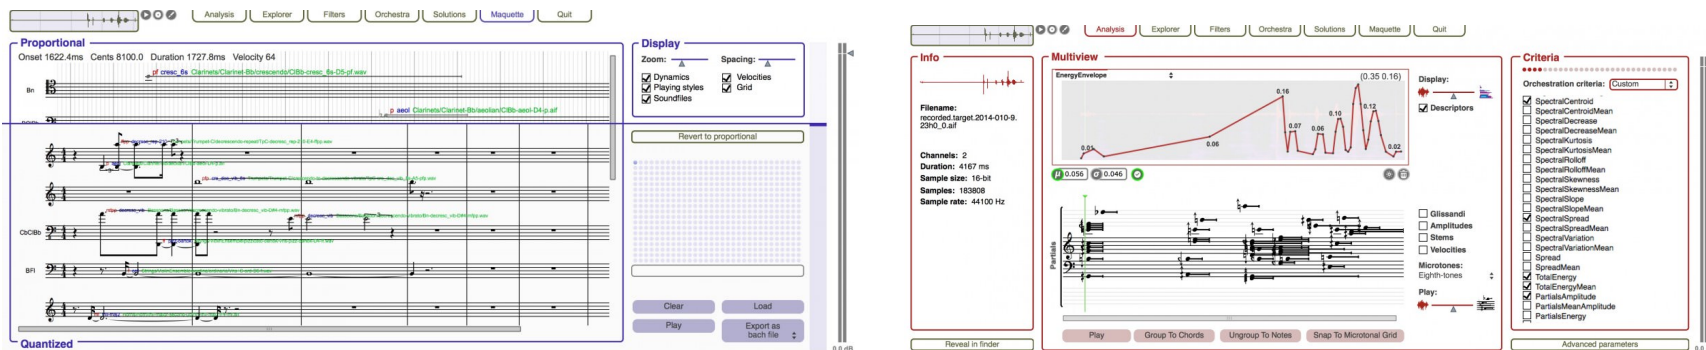 Analysis Explorer Filters Orchestra Solutions Maquette Quit
Proportional
Onset 1622.4ms Cents 8100.0 Duration 1727.8ms Velocity 64
pf cresc_6s Clarinets/Clarinet-Bb/crescendo/ClBb-cresc_6s-D5-pf.wav
Bn
p aeol Clarinets/Clarinet-Bb/aeolian/ClBb-aeol-D4-p.aif
CbClBb
BFl
Quantized
Display
Zoom: Spacing:
Dynamics Velocities
Playing styles Grid
Soundfiles
Revert to proportional
Clear Load
Play Export as
bach file
0.0 dB
Analysis Explorer Filters Orchestra Solutions Maquette Quit
Info
Filename:
recorded.target.2014-010-9.
23h0_0.aif
Channels: 2
Duration: 4167 ms
Sample size: 16-bit
Samples: 183808
Sample rate: 44100 Hz
Reveal in finder
Multiview
EnergyEnvelope (0.35 0.16)
0.01 0.06 0.16 0.07 0.06 0.10 0.12 0.02
μ 0.056 σ 0.046
Display:
Descriptors
Partials
Glissandi
Amplitudes
Stems
Velocities
Microtones:
Eighth-tones
Play:
Play Group To Chords Ungroup To Notes Snap To Microtonal Grid
Criteria
Orchestration criteria: Custom
SpectralCentroid
SpectralCentroidMean
SpectralDecrease
SpectralDecreaseMean
SpectralKurtosis
SpectralKurtosisMean
SpectralRolloff
SpectralRolloffMean
SpectralSkewness
SpectralSkewnessMean
SpectralSlope
SpectralSlopeMean
SpectralSpread
SpectralSpreadMean
SpectralVariation
SpectralVariationMean
Spread
SpreadMean
TotalEnergy
TotalEnergyMean
PartialsAmplitude
PartialsMeanAmplitude
PartialsEnergy
Advanced parameters